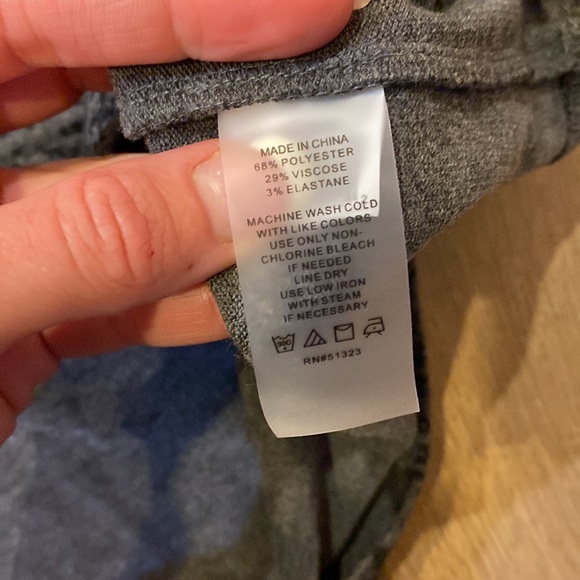 MADE IN CHINA
68% POLYESTER
29% VISCOSE
3% ELASTANE
MACHINE WASH COLD
WITH LIKE COLORS
USE ONLY NON-
CHLORINE BLEACH
IF NEEDED
LINE DRY
USE LOW IRON
WITH STEAM
IF NECESSARY
RN#51323